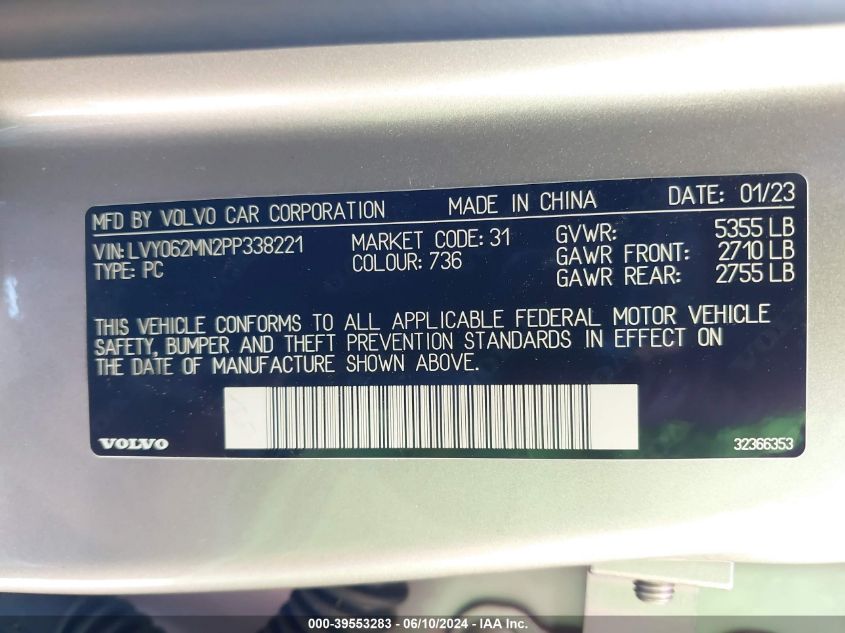 MFD BY VOLVO CAR CORPORATION MADE IN CHINA DATE: 01/23
VIN: LVY062MN2PP338221 MARKET CODE: 31 GVWR: 5355 LB
TYPE: PC COLOUR: 736 GAWR FRONT: 2710 LB
GAWR REAR: 2755 LB
THIS VEHICLE CONFORMS TO ALL APPLICABLE FEDERAL MOTOR VEHICLE
SAFETY, BUMPER AND THEFT PREVENTION STANDARDS IN EFFECT ON
THE DATE OF MANUFACTURE SHOWN ABOVE.
VOLVO 32366353
000-39553283 - 06/10/2024 - IAA Inc.